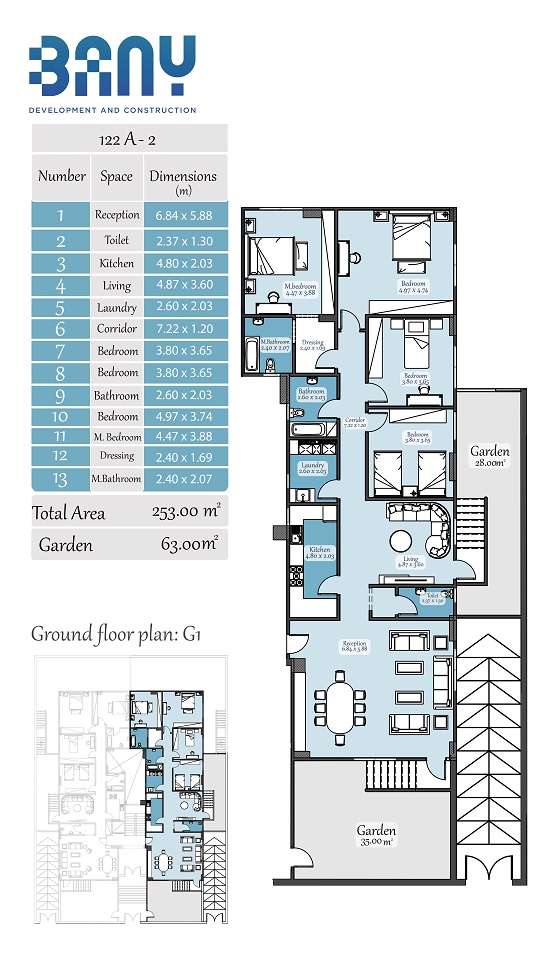 BANY
DEVELOPMENT AND CONSTRUCTION
122 A - 2
Number Space Dimensions (m)
1 Reception 6.84 x 5.88
2 Toilet 2.37 x 1.30
3 Kitchen 4.80 x 2.03
4 Living 4.87 x 3.60
5 Laundry 2.60 x 2.03
6 Corridor 7.22 x 1.20
7 Bedroom 3.80 x 3.65
8 Bedroom 3.80 x 3.65
9 Bathroom 2.60 x 2.03
10 Bedroom 4.97 x 3.74
11 M. Bedroom 4.47 x 3.88
12 Dressing 2.40 x 1.69
13 M.Bathroom 2.40 x 2.07
Total Area 253.00 m²
Garden 63.00m²
Ground floor plan: G1
M.bedroom
4.47 x 3.88
Bedroom
4.97 x 4.74
M.Bathroom
2.40 x 2.07
Dressing
2.40 x 1.69
Bedroom
3.80 x 3.65
Bathroom
2.60 x 2.03
Corridor
7.22 x 1.20
Bedroom
3.80 x 3.65
Garden
28.00m²
Laundry
2.60 x 2.03
Kitchen
4.80 x 2.03
Living
4.87 x 3.60
Toilet
2.37 x 1.30
Reception
6.84 x 5.88
Garden
35.00 m²